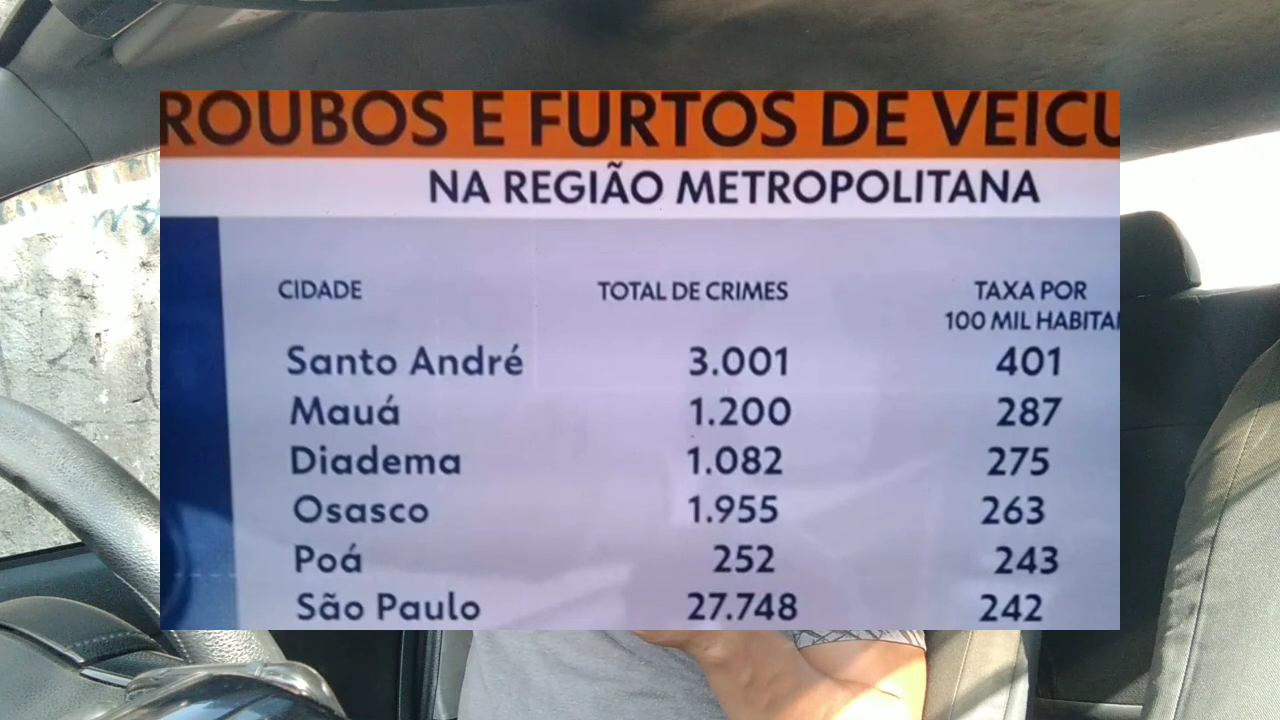 ROUBOS E FURTOS DE VEÍCU
NA REGIÃO METROPOLITANA
CIDADE TOTAL DE CRIMES TAXA POR
100 MIL HABITA
Santo André 3.001 401
Mauá 1.200 287
Diadema 1.082 275
Osasco 1.955 263
Poá 252 243
São Paulo 27.748 242